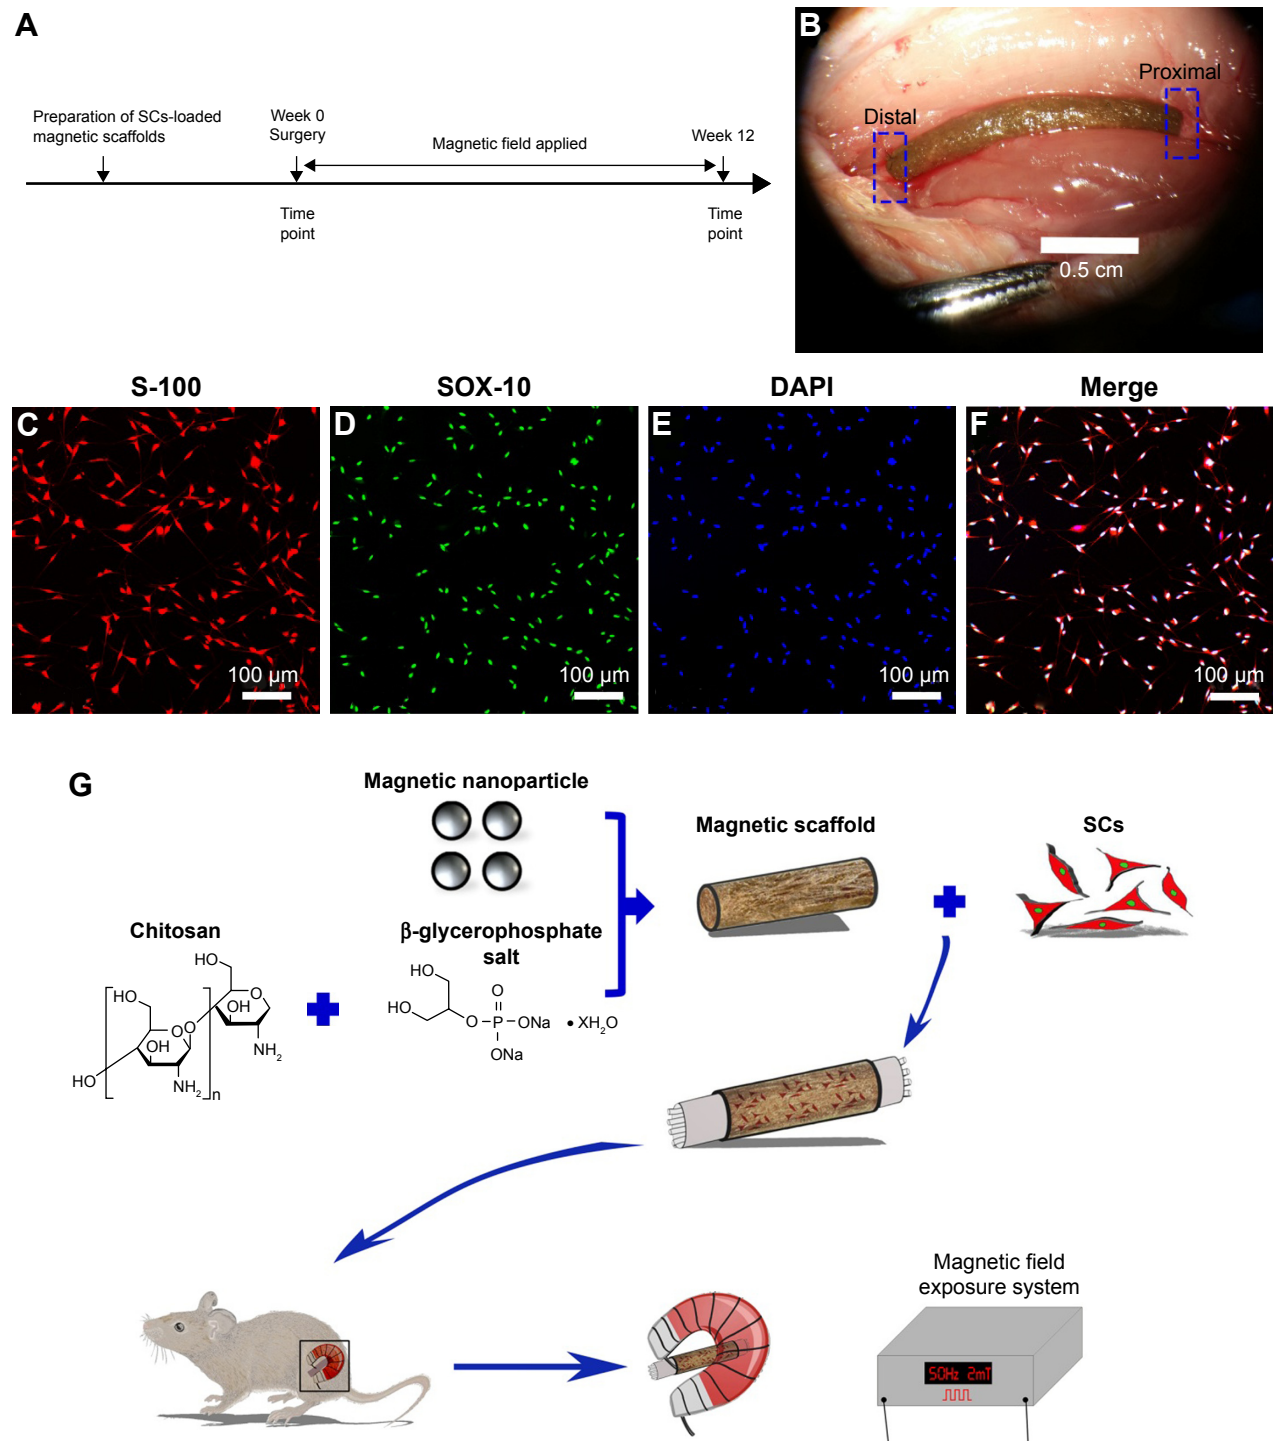 A
Preparation of SCs-loaded
magnetic scaffolds
Week 0
Surgery
Magnetic field applied
Week 12
Time
point
Time
point
B
Proximal
Distal
0.5 cm
S-100
SOX-10
DAPI
Merge
C
D
E
F
100 µm
100 µm
100 µm
100 µm
G
Magnetic nanoparticle
Magnetic scaffold
SCs
Chitosan
β-glycerophosphate
salt
HO
O
HO
OH
O
O
OH
NH2
HO
NH2
n
HO
HO
O
O
P
ONa
• XH2O
ONa
Magnetic field
exposure system
50Hz 2mT